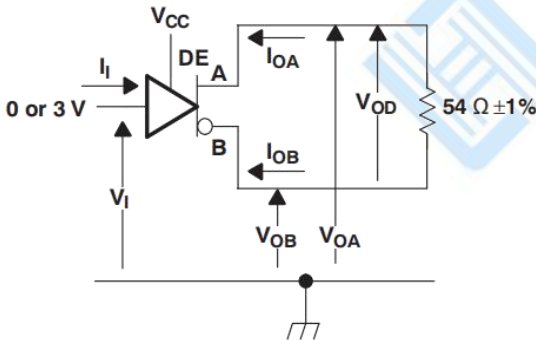 VCC
DE
A
II
IOA
0 or 3 V
VOD
54 Ω ±1%
B
IOB
VI
VOB
VOA